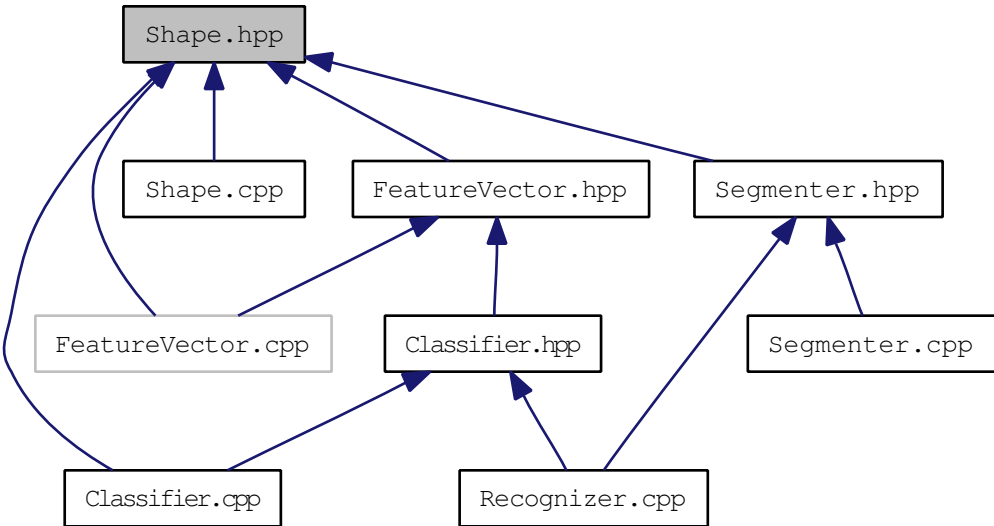 Shape.hpp
Shape.cpp
FeatureVector.hpp
Segmenter.hpp
FeatureVector.cpp
Classifier.hpp
Segmenter.cpp
Classifier.cpp
Recognizer.cpp